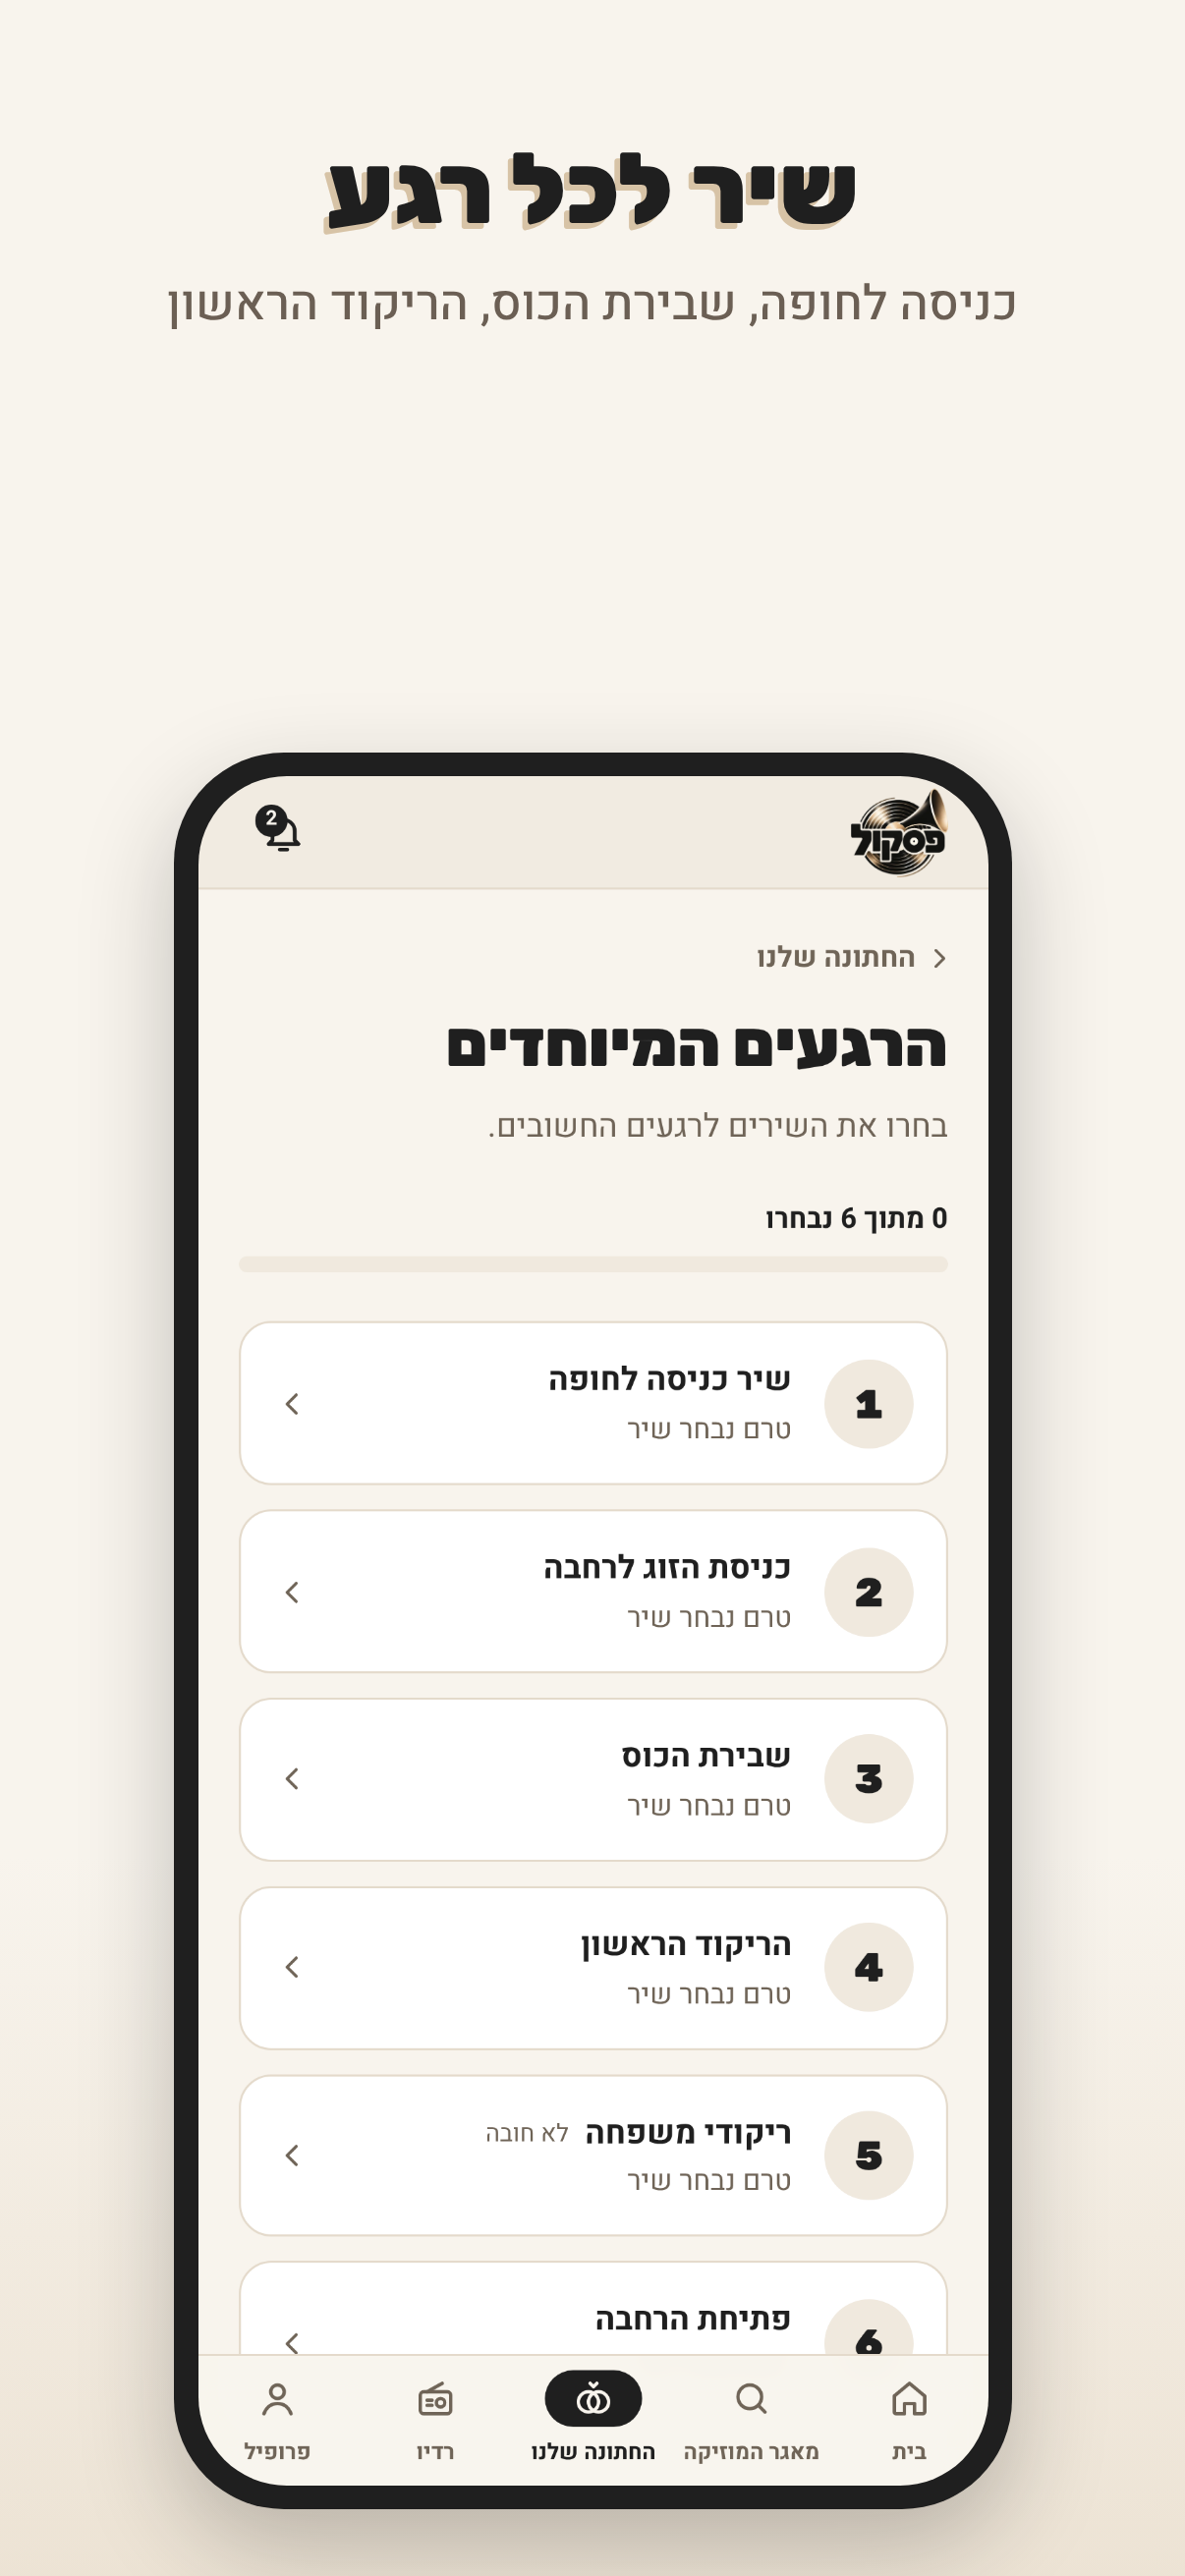 שיר לכל רגע
כניסה לחופה, שבירת הכוס, הריקוד הראשון
פסקול
2
החתונה שלנו
הרגעים המיוחדים
בחרו את השירים לרגעים החשובים.
0 מתוך 6 נבחרו
1
שיר כניסה לחופה
טרם נבחר שיר
2
כניסת הזוג לרחבה
טרם נבחר שיר
3
שבירת הכוס
טרם נבחר שיר
4
הריקוד הראשון
טרם נבחר שיר
5
ריקודי משפחה לא חובה
טרם נבחר שיר
6
פתיחת הרחבה
בית מאגר המוזיקה החתונה שלנו רדיו פרופיל